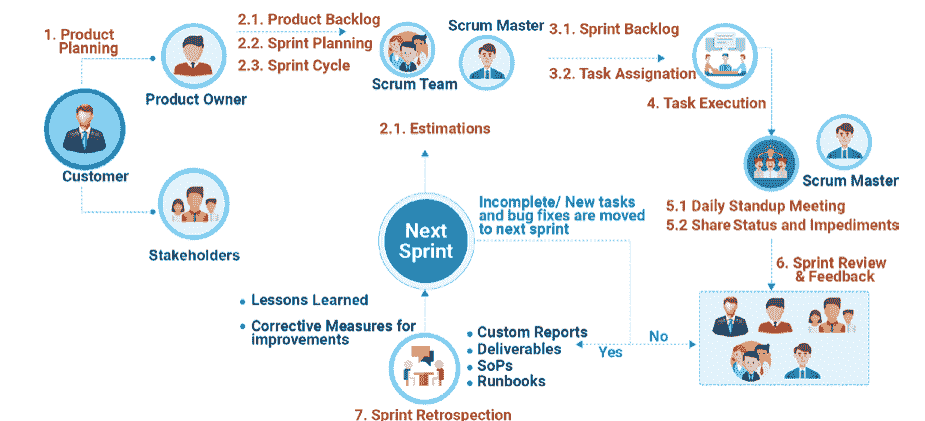 1. Product
Planning
Product Owner
Customer
Stakeholders
2.1. Product Backlog
2.2. Sprint Planning
2.3. Sprint Cycle
Scrum Team
Scrum Master
2.1. Estimations
3.1. Sprint Backlog
3.2. Task Assignation
4. Task Execution
Scrum Master
5.1 Daily Standup Meeting
5.2 Share Status and Impediments
6. Sprint Review
& Feedback
Incomplete/ New tasks
and bug fixes are moved
to next sprint
Next
Sprint
No
Yes
Custom Reports
Deliverables
SoPs
Runbooks
Lessons Learned
Corrective Measures for
improvements
7. Sprint Retrospection